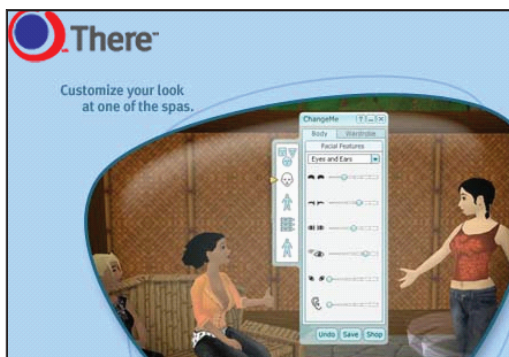 There
Customize your look
at one of the spas.
ChangeMe
Body Wardrobe
Facial Features
Eyes and Ears
Undo Save Shop